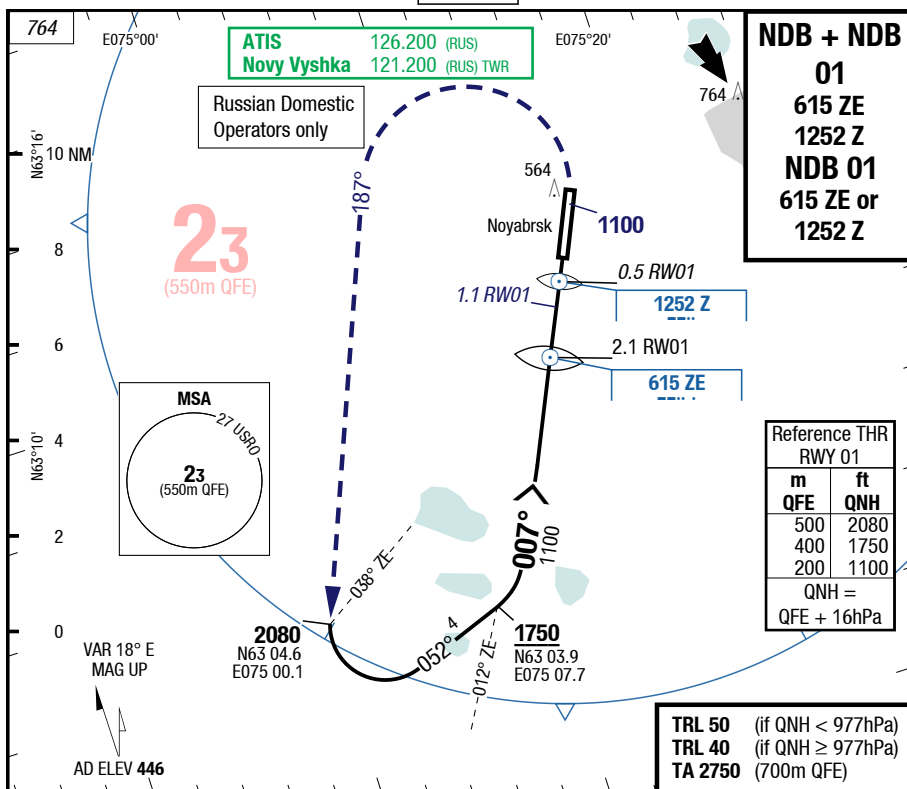 764
E075°00'
ATIS 126.200 (RUS)
Novy Vyshka 121.200 (RUS) TWR
E075°20'
NDB + NDB
01
615 ZE
1252 Z
NDB 01
615 ZE or
1252 Z
764
Russian Domestic
Operators only
N63°16'
10 NM
187°
564
Noyabrsk
1100
23
(550m QFE)
8
0.5 RW01
1.1 RW01
1252 Z
6
2.1 RW01
615 ZE
MSA
27 USRO
23
(550m QFE)
N63°10'
4
Reference THR
RWY 01
m ft
QFE QNH
500 2080
400 1750
200 1100
QNH =
QFE + 16hPa
2
007°
1100
038° ZE
0
2080
N63 04.6
E075 00.1
052° 4
012° ZE
1750
N63 03.9
E075 07.7
VAR 18° E
MAG UP
AD ELEV 446
TRL 50 (if QNH < 977hPa)
TRL 40 (if QNH ≥ 977hPa)
TA 2750 (700m QFE)